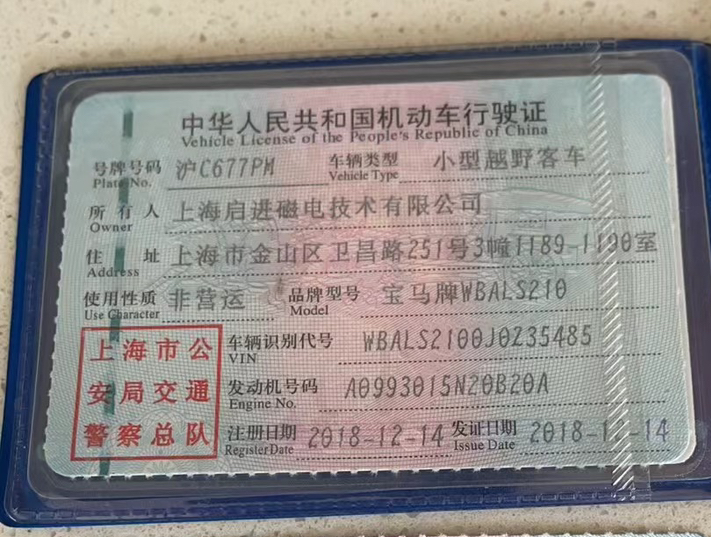 中华人民共和国机动车行驶证
Vehicle License of the People's Republic of China
号牌号码 沪C677PM 车辆类型 小型越野客车
Plate No. Vehicle Type
所有人 上海启进磁电技术有限公司
Owner
住址 上海市金山区卫昌路251号3幢1189-1190室
Address
使用性质 非营运 品牌型号 宝马牌WBALS210
Use Character Model
上海市公
安局交通
警察总队
车辆识别代号 WBALS2100J0Z35485
VIN
发动机号码 A0993015N20B20A
Engine No.
注册日期 2018-12-14 发证日期 2018-12-14
Register Date Issue Date